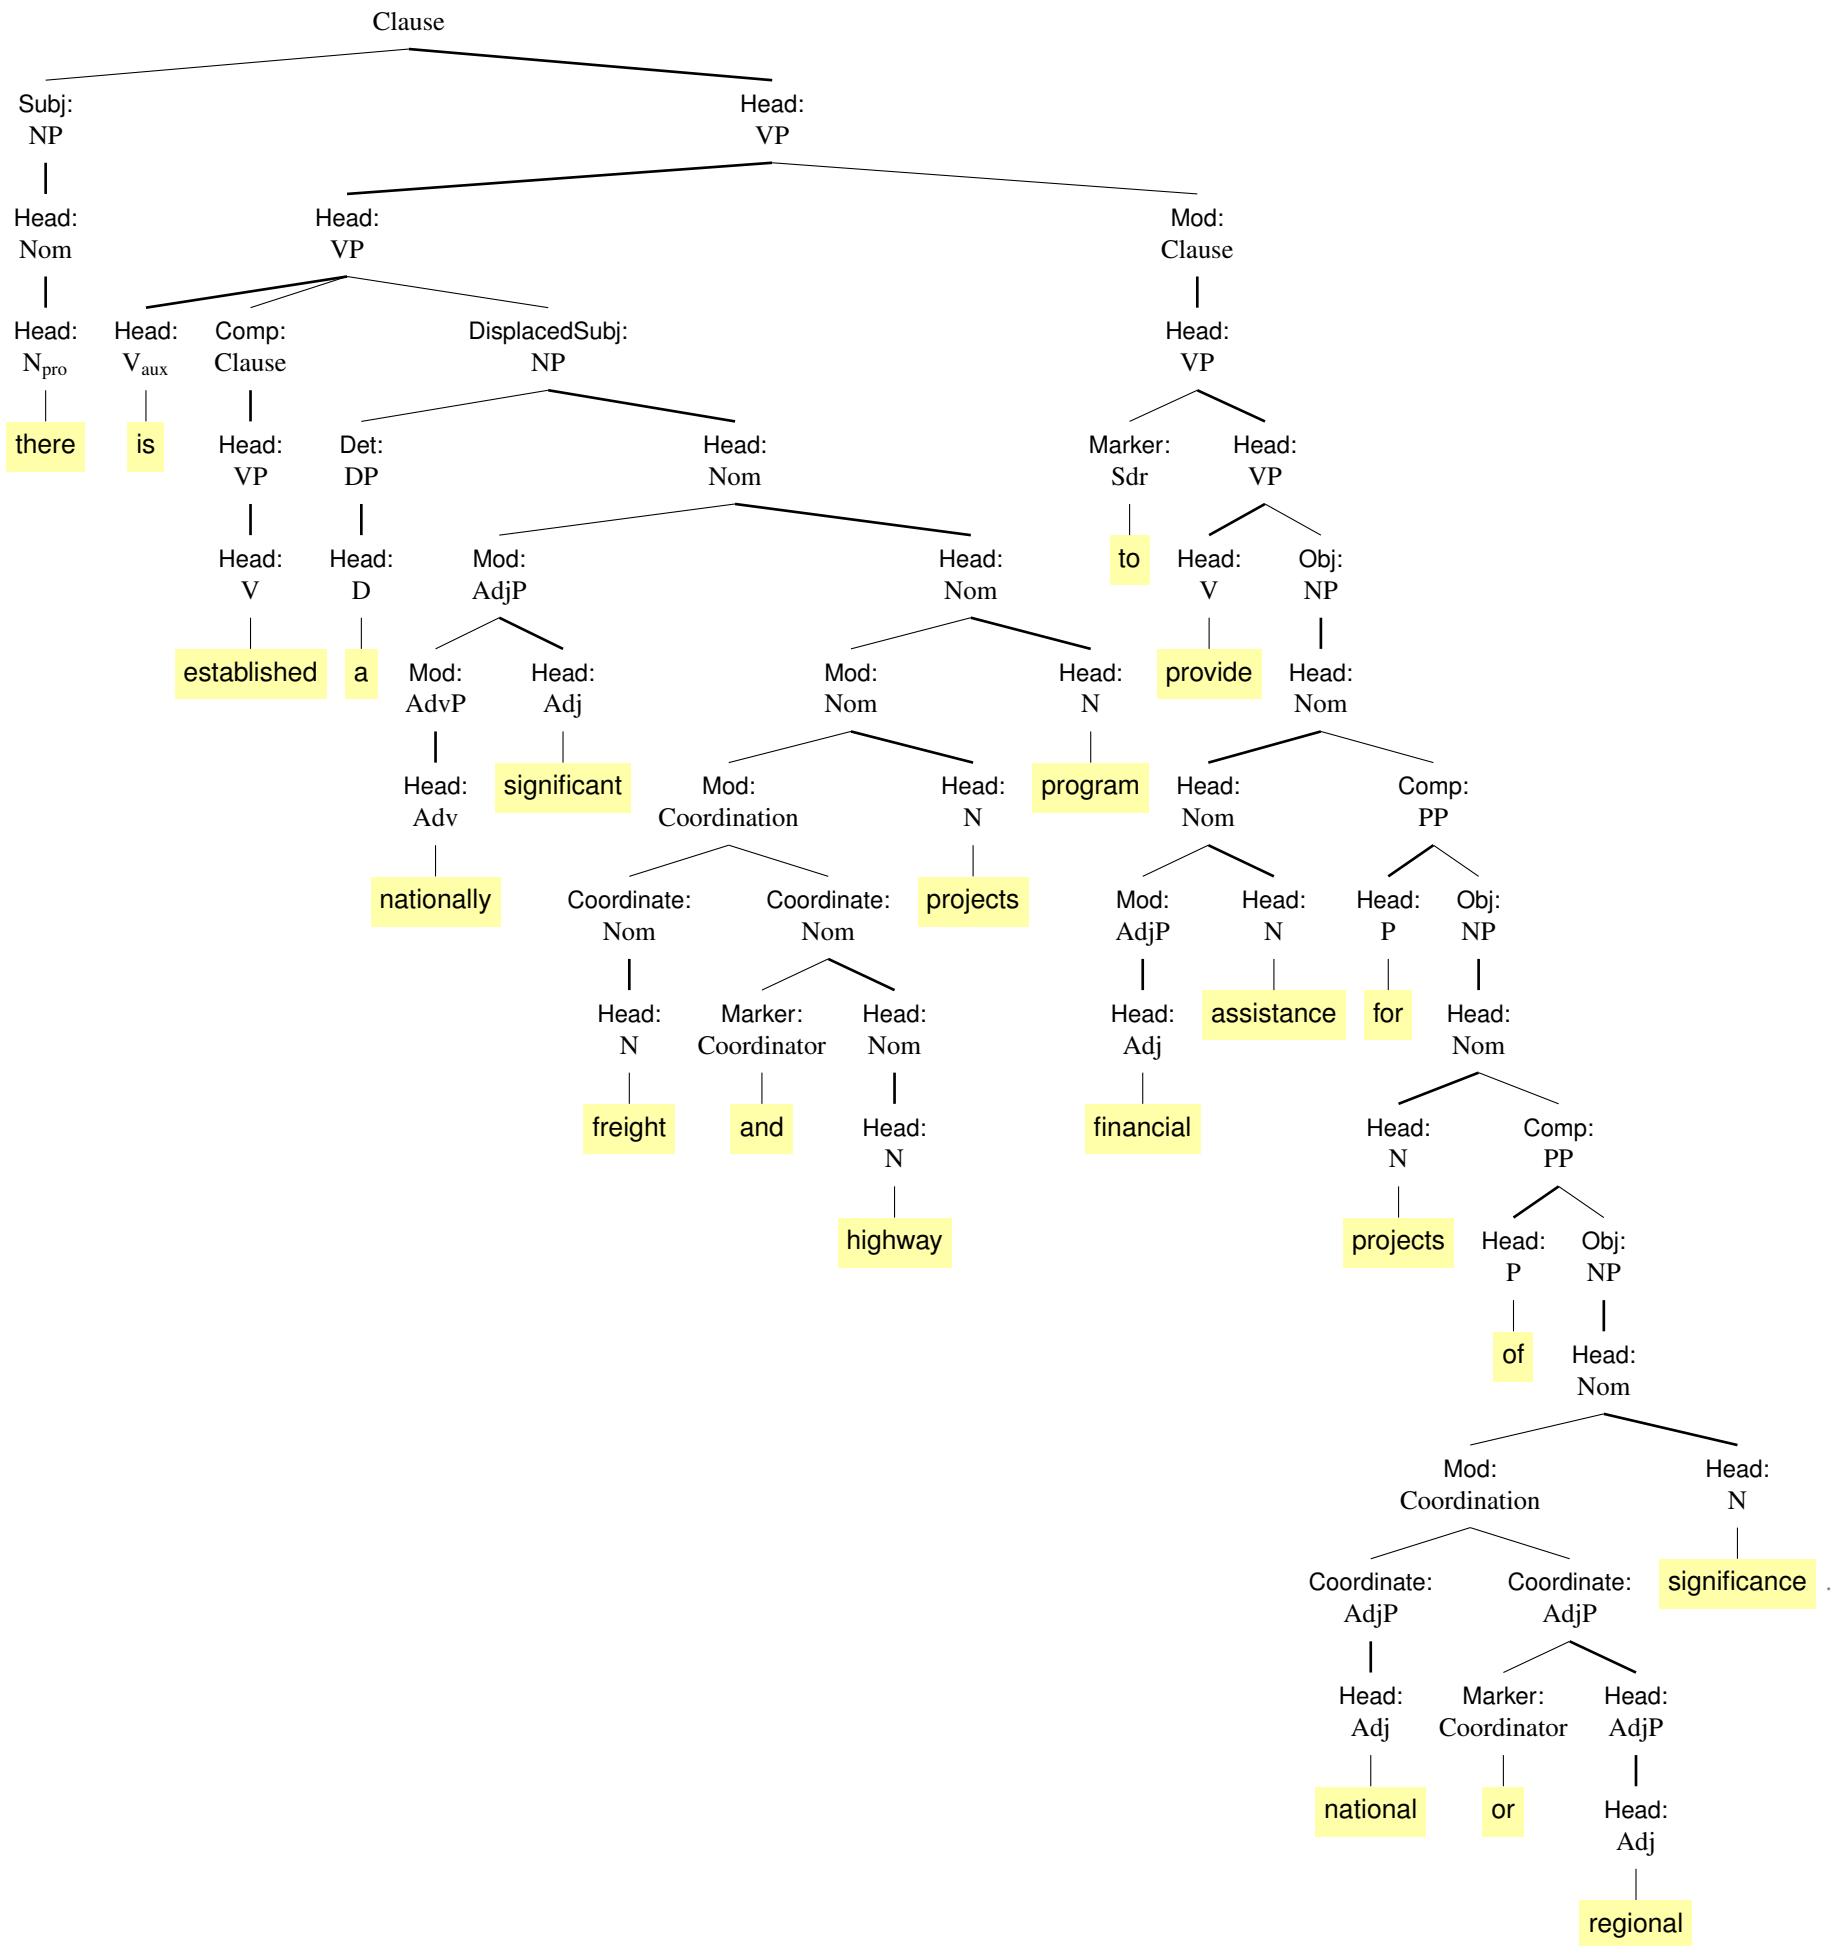 Clause
Subj: Head:
NP VP
Head: Head: Mod:
Nom VP Clause
Head: Head: Comp: DisplacedSubj: Head:
Npro Vaux Clause NP VP
there is Head: Det: Head: Marker: Head:
VP DP Nom Sdr VP
Head: Head: Mod: Head: to Head: Obj:
V D AdjP Nom V NP
established a Mod: Head: Mod: Head: provide Head:
AdvP Adj Nom N Nom
Head: significant Mod: Head: program Head: Comp:
Adv Coordination N Nom PP
nationally Coordinate: Coordinate: projects Mod: Head: Head: Obj:
Nom Nom AdjP N P NP
Head: Marker: Head: Head: assistance for Head:
N Coordinator Nom Adj Nom
freight and Head: financial Head: Comp:
N N PP
highway projects Head: Obj:
P NP
of Head:
Nom
Mod: Head:
Coordination N
Coordinate: Coordinate: significance .
AdjP AdjP
Head: Marker: Head:
Adj Coordinator AdjP
national or Head:
Adj
regional